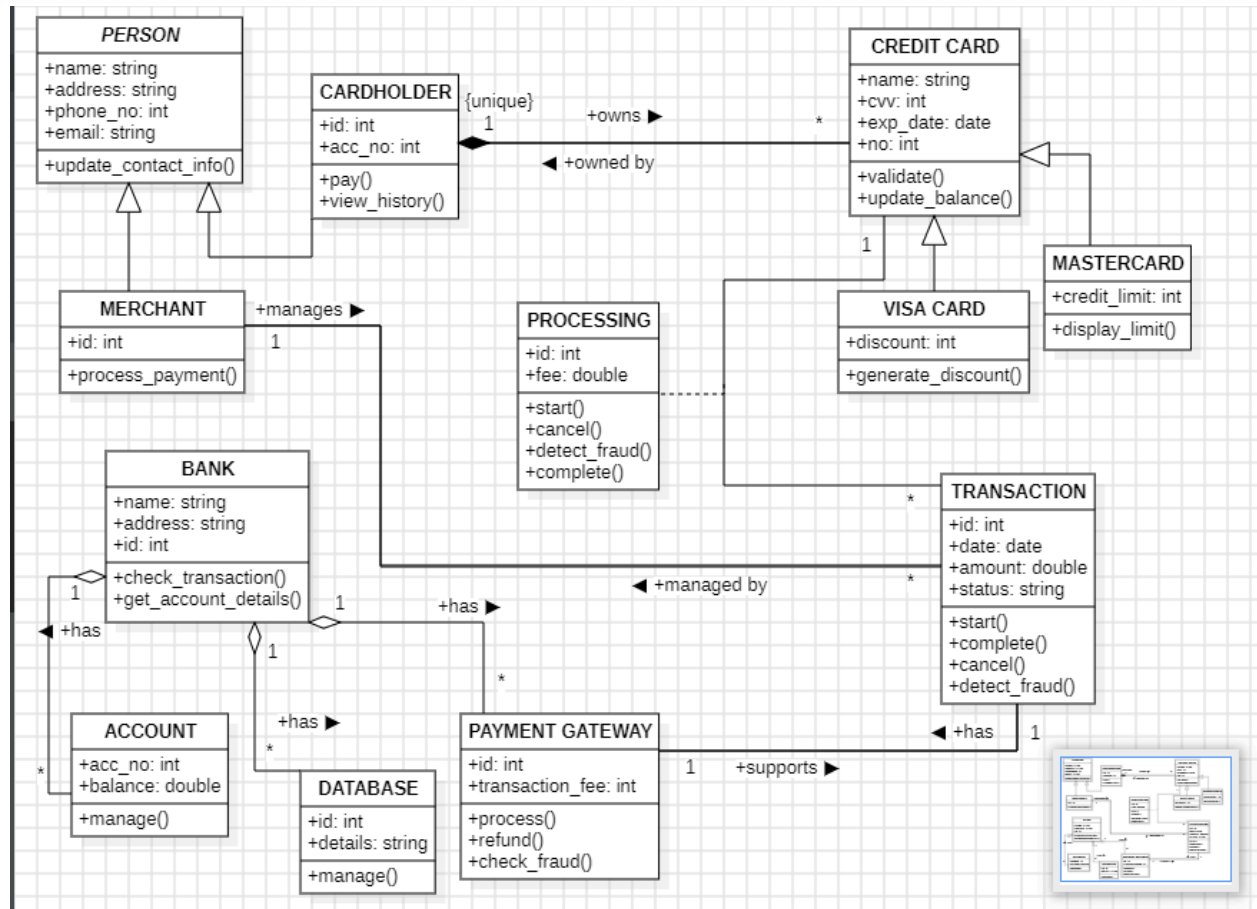 PERSON
+name: string
+address: string
+phone_no: int
+email: string
+update_contact_info()
CARDHOLDER
+id: int
+acc_no: int
+pay()
+view_history()
{unique}
1
+owns ►
*
◄ +owned by
CREDIT CARD
+name: string
+cvv: int
+exp_date: date
+no: int
+validate()
+update_balance()
1
MASTERCARD
+credit_limit: int
+display_limit()
VISA CARD
+discount: int
+generate_discount()
MERCHANT
+id: int
+process_payment()
+manages ►
1
PROCESSING
+id: int
+fee: double
+start()
+cancel()
+detect_fraud()
+complete()
BANK
+name: string
+address: string
+id: int
+check_transaction()
+get_account_details()
TRANSACTION
+id: int
+date: date
+amount: double
+status: string
+start()
+complete()
+cancel()
+detect_fraud()
*
◄ +managed by
*
1
◄ +has
1
+has ►
1
*
+has ►
*
*
ACCOUNT
+acc_no: int
+balance: double
+manage()
DATABASE
+id: int
+details: string
+manage()
PAYMENT GATEWAY
+id: int
+transaction_fee: int
+process()
+refund()
+check_fraud()
◄ +has
1
1
+supports ►